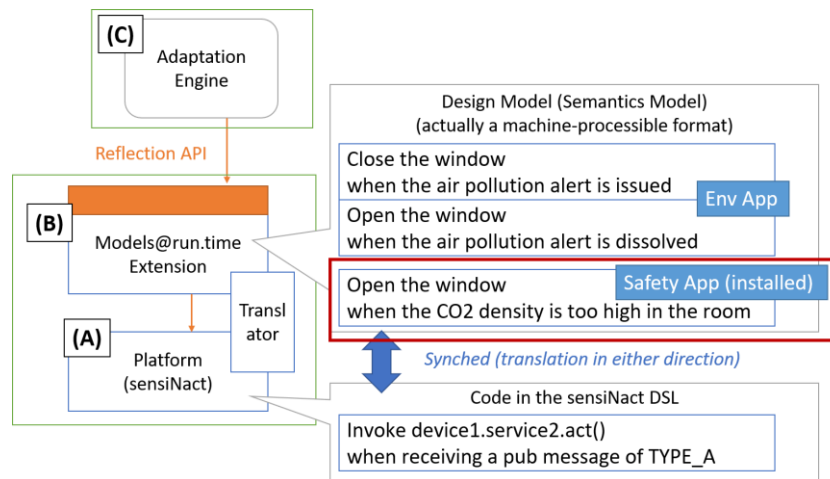 (C)
Adaptation
Engine
Reflection API
(B)
Models@run.time
Extension
Transl
ator
(A)
Platform
(sensiNact)
Design Model (Semantics Model)
(actually a machine-processible format)
Close the window
when the air pollution alert is issued
Env App
Open the window
when the air pollution alert is dissolved
Safety App (installed)
Open the window
when the CO2 density is too high in the room
Synched (translation in either direction)
Code in the sensiNact DSL
Invoke device1.service2.act()
when receiving a pub message of TYPE_A